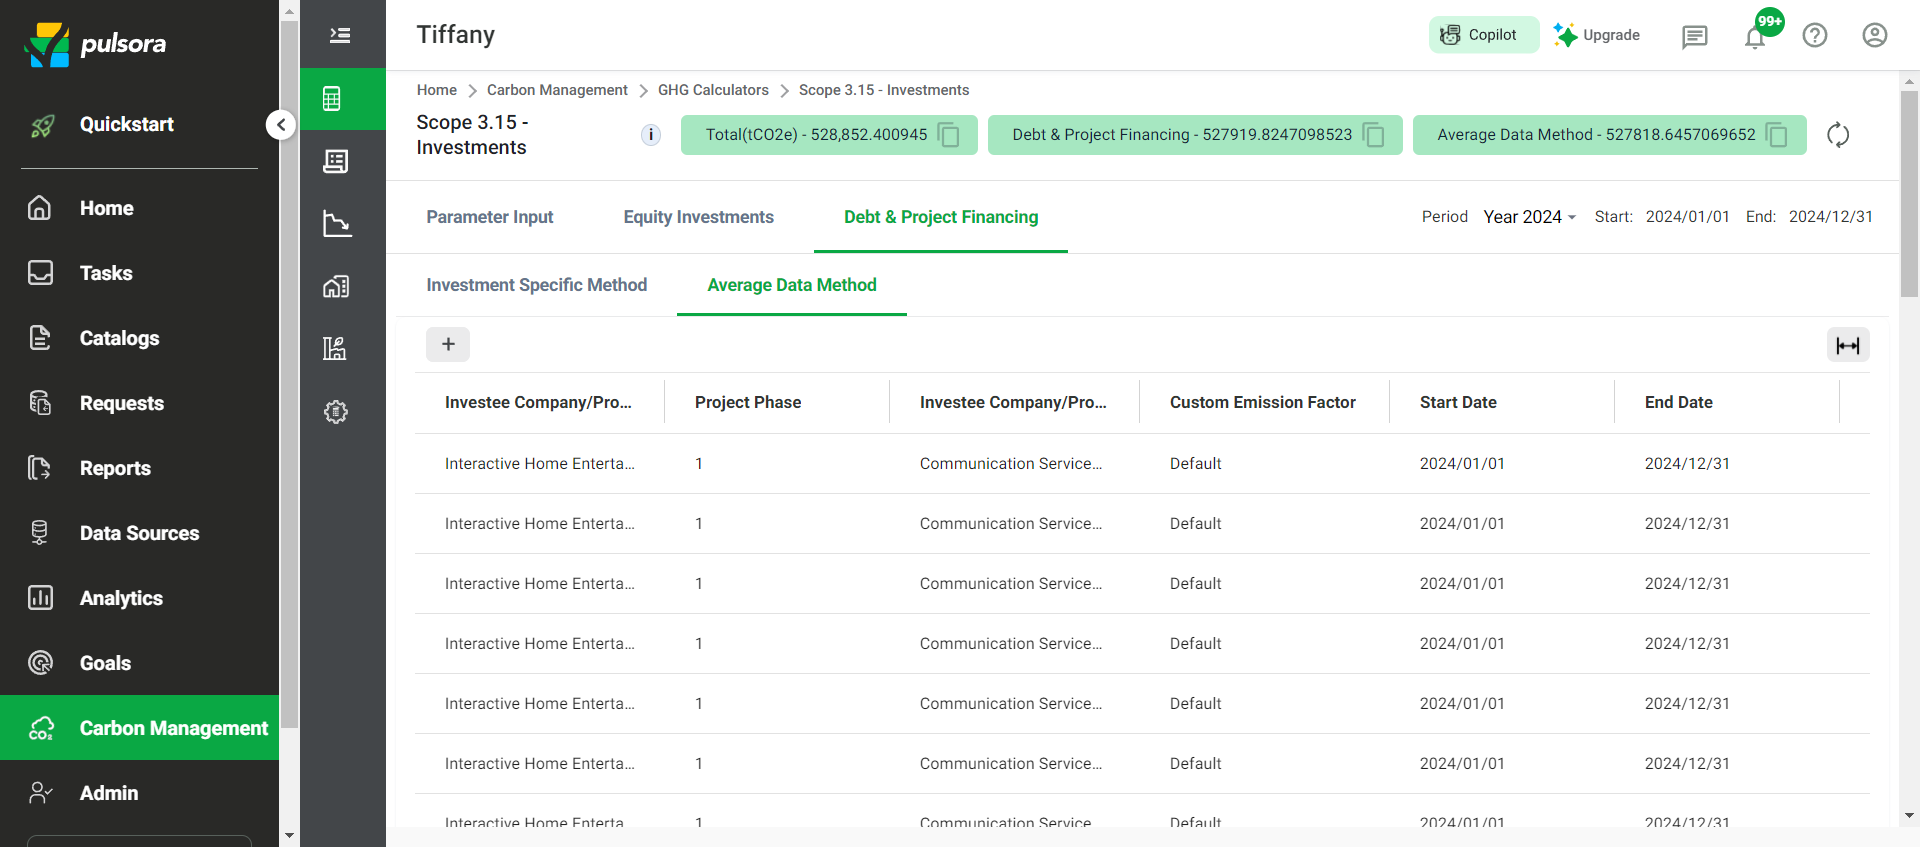 pulsora
Quickstart
Home
Tasks
Catalogs
Requests
Reports
Data Sources
Analytics
Goals
CO₂
Carbon Management
Admin
Tiffany
Copilot
Upgrade
99+
Home > Carbon Management > GHG Calculators > Scope 3.15 - Investments
Scope 3.15 -
Investments
i
Total(tCO2e) - 528,852.400945
Debt & Project Financing - 527919.8247098523
Average Data Method - 527818.6457069652
Parameter Input
Equity Investments
Debt & Project Financing
Period Year 2024 Start: 2024/01/01 End: 2024/12/31
Investment Specific Method
Average Data Method
+
Investee Company/Pro... Project Phase Investee Company/Pro... Custom Emission Factor Start Date End Date
Interactive Home Enterta... 1 Communication Service... Default 2024/01/01 2024/12/31
Interactive Home Enterta... 1 Communication Service... Default 2024/01/01 2024/12/31
Interactive Home Enterta... 1 Communication Service... Default 2024/01/01 2024/12/31
Interactive Home Enterta... 1 Communication Service... Default 2024/01/01 2024/12/31
Interactive Home Enterta... 1 Communication Service... Default 2024/01/01 2024/12/31
Interactive Home Enterta... 1 Communication Service... Default 2024/01/01 2024/12/31
Interactive Home Enterta... 1 Communication Service... Default 2024/01/01 2024/12/31